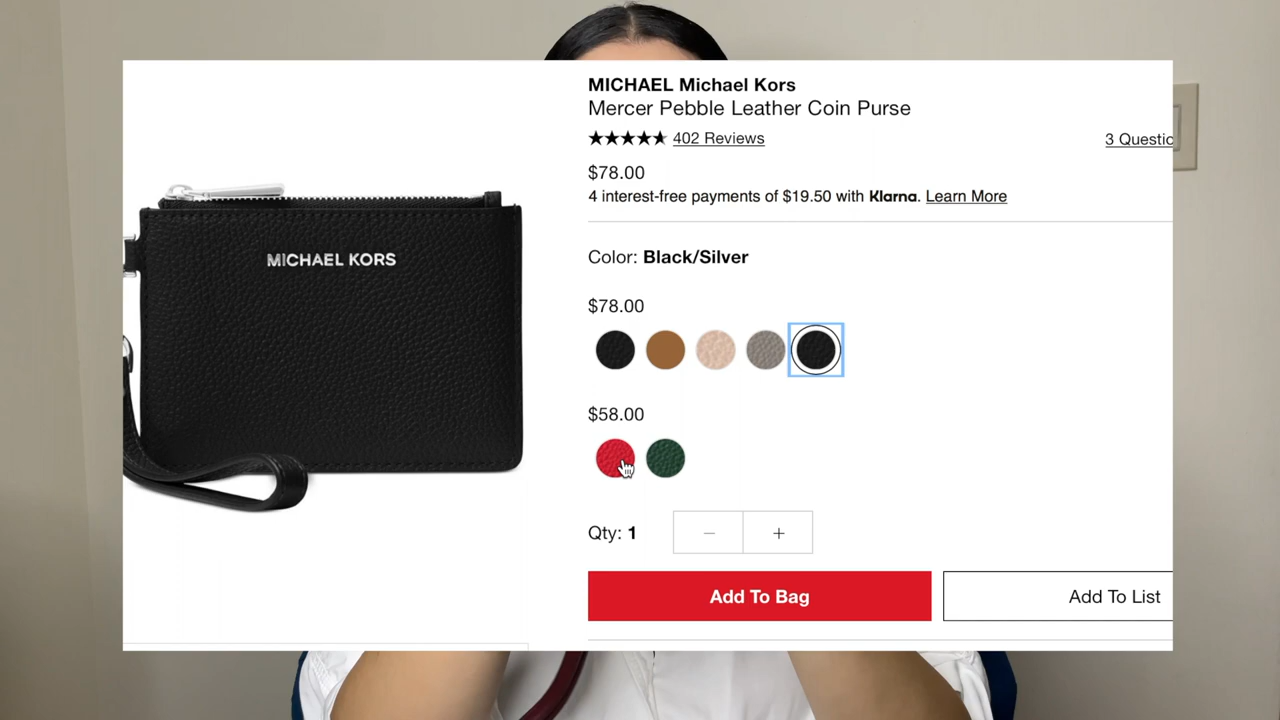 MICHAEL Michael Kors
Mercer Pebble Leather Coin Purse
402 Reviews
3 Questio
$78.00
4 interest-free payments of $19.50 with Klarna. Learn More
MICHAEL KORS
Color: Black/Silver
$78.00
$58.00
Qty: 1
Add To Bag
Add To List